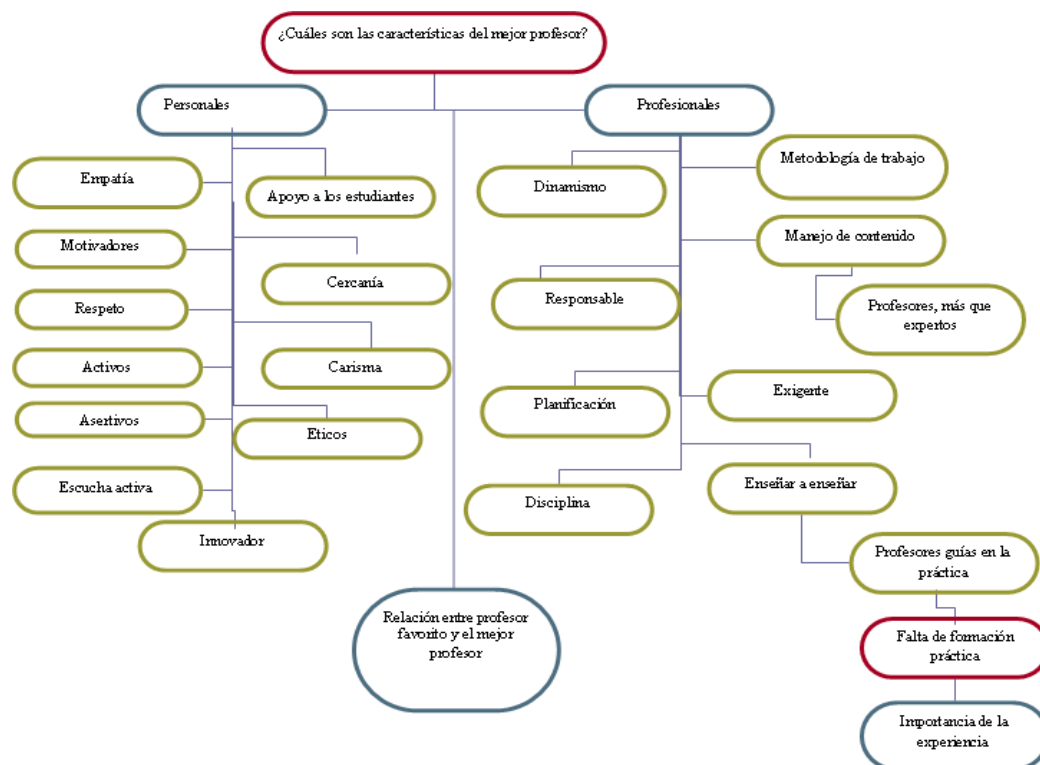 ¿Cuáles son las características del mejor profesor?
Personales
Profesionales
Empatía
Apoyo a los estudiantes
Motivadores
Cercanía
Respeto
Carisma
Activos
Asertivos
Eticos
Escucha activa
Innovador
Dinamismo
Metodología de trabajo
Manejo de contenido
Responsable
Profesores, más que
expertos
Planificación
Exigente
Disciplina
Enseñar a enseñar
Profesores guías en la
práctica
Falta de formación
práctica
Importancia de la
experiencia
Relación entre profesor
favorito y el mejor
profesor